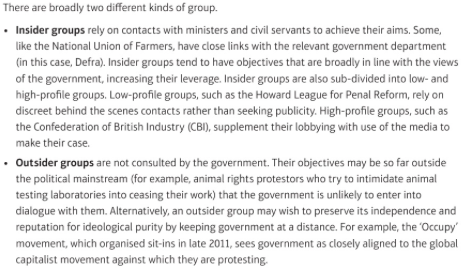 There are broadly two different kinds of group.
• Insider groups rely on contacts with ministers and civil servants to achieve their aims. Some,
like the National Union of Farmers, have close links with the relevant government department
(in this case, Defra). Insider groups tend to have objectives that are broadly in line with the views
of the government, increasing their leverage. Insider groups are also sub-divided into low- and
high-profile groups. Low-profile groups, such as the Howard League for Penal Reform, rely on
discreet behind the scenes contacts rather than seeking publicity. High-profile groups, such as
the Confederation of British Industry (CBI), supplement their lobbying with use of the media to
make their case.
• Outsider groups are not consulted by the government. Their objectives may be so far outside
the political mainstream (for example, animal rights protestors who try to intimidate animal
testing laboratories into ceasing their work) that the government is unlikely to enter into
dialogue with them. Alternatively, an outsider group may wish to preserve its independence and
reputation for ideological purity by keeping government at a distance. For example, the ‘Occupy’
movement, which organised sit-ins in late 2011, sees government as closely aligned to the global
capitalist movement against which they are protesting.